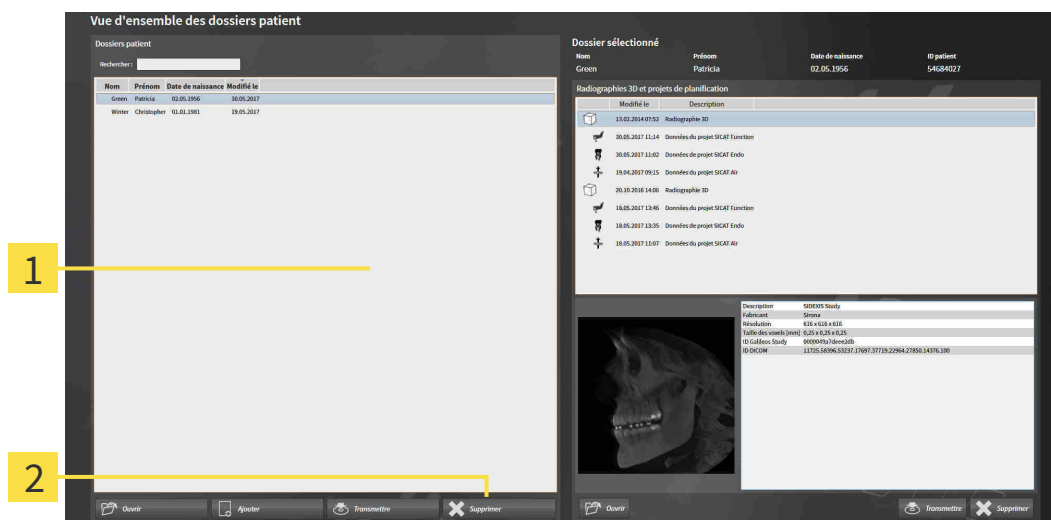 Vue d'ensemble des dossiers patient
Dossiers patient
Rechercher :
Nom Prénom Date de naissance Modifié le
Green Patricia 02.05.1956 30.05.2017
Winter Christopher 01.01.1981 19.05.2017
1
2
Ouvrir Ajouter Transmettre Supprimer
Dossier sélectionné
Nom Prénom Date de naissance ID patient
Green Patricia 02.05.1956 54684027
Radiographies 3D et projets de planification
Modifié le Description
13.02.2014 07:52 Radiographie 3D
30.05.2017 11:14 Données du projet SICAT Function
30.05.2017 11:02 Données de projet SICAT Endo
19.04.2017 09:15 Données du projet SICAT Air
20.10.2016 14:06 Radiographie 3D
18.05.2017 13:46 Données du projet SICAT Function
18.05.2017 13:35 Données de projet SICAT Endo
18.05.2017 11:07 Données du projet SICAT Air
Description SIDEXIS Study
Fabricant Sirona
Résolution 616 x 616 x 616
Taille des voxels [mm] 0,25 x 0,25 x 0,25
ID Galileos Study 0000049a7deee2db
ID DICOM 11725.58396.53237.17697.37719.22964.27850.14376.100
Ouvrir Transmettre Supprimer